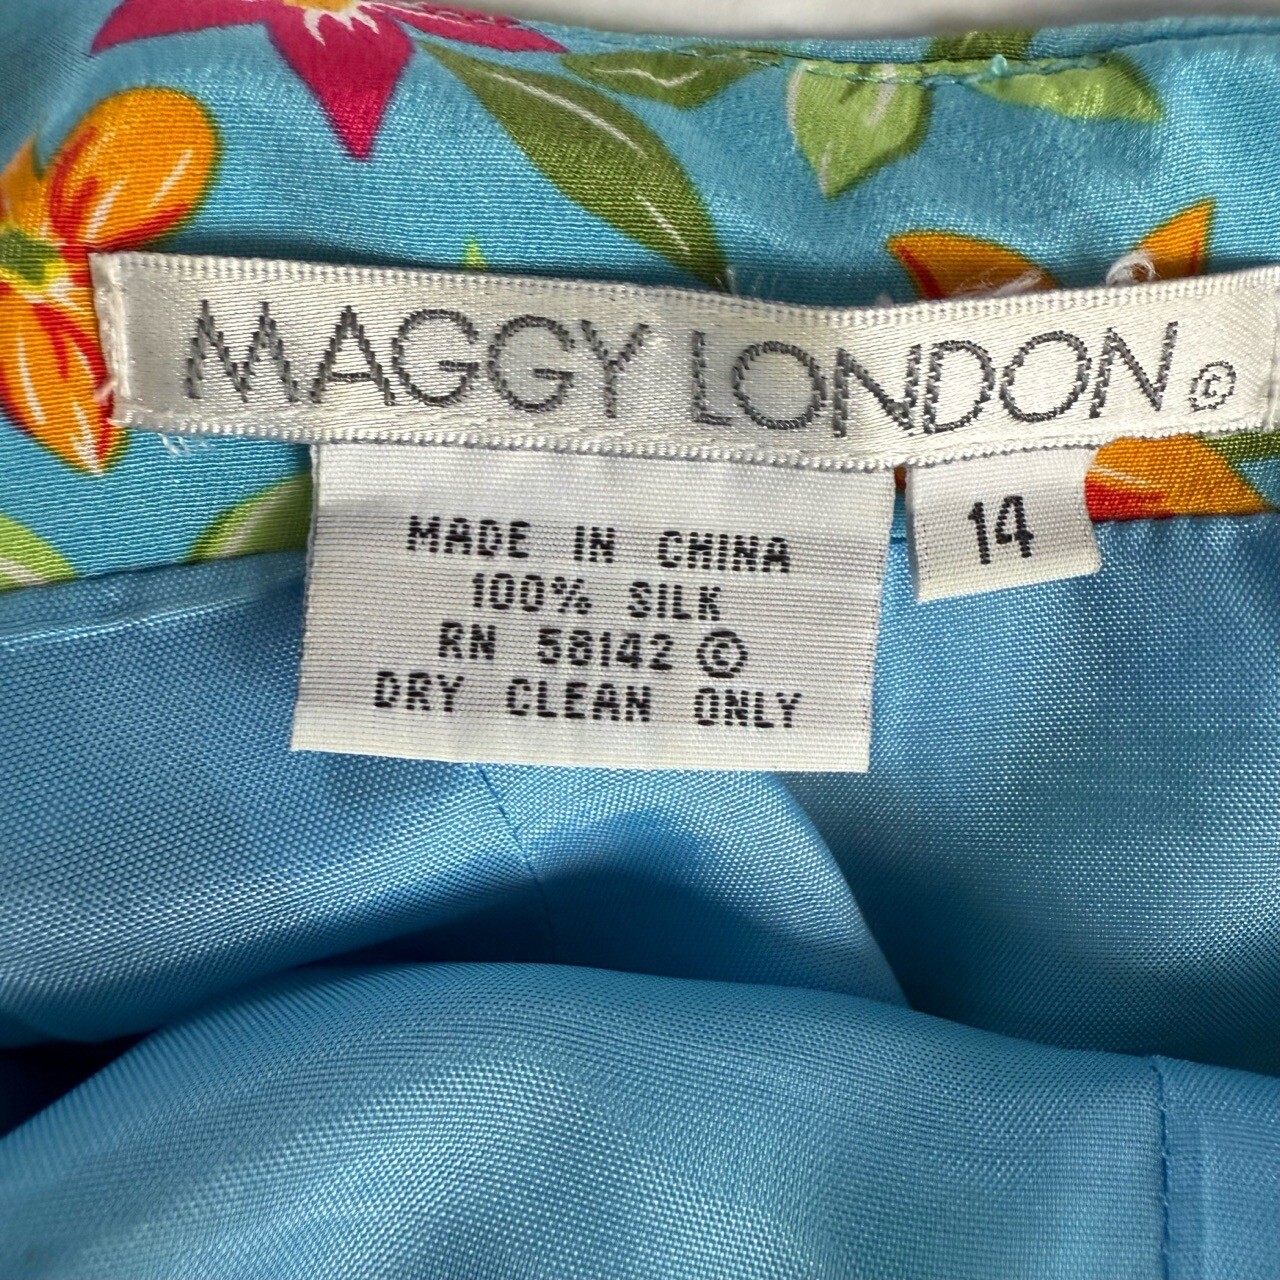 MAGGY LONDON ©
14
MADE IN CHINA
100% SILK
RN 58142 ©
DRY CLEAN ONLY